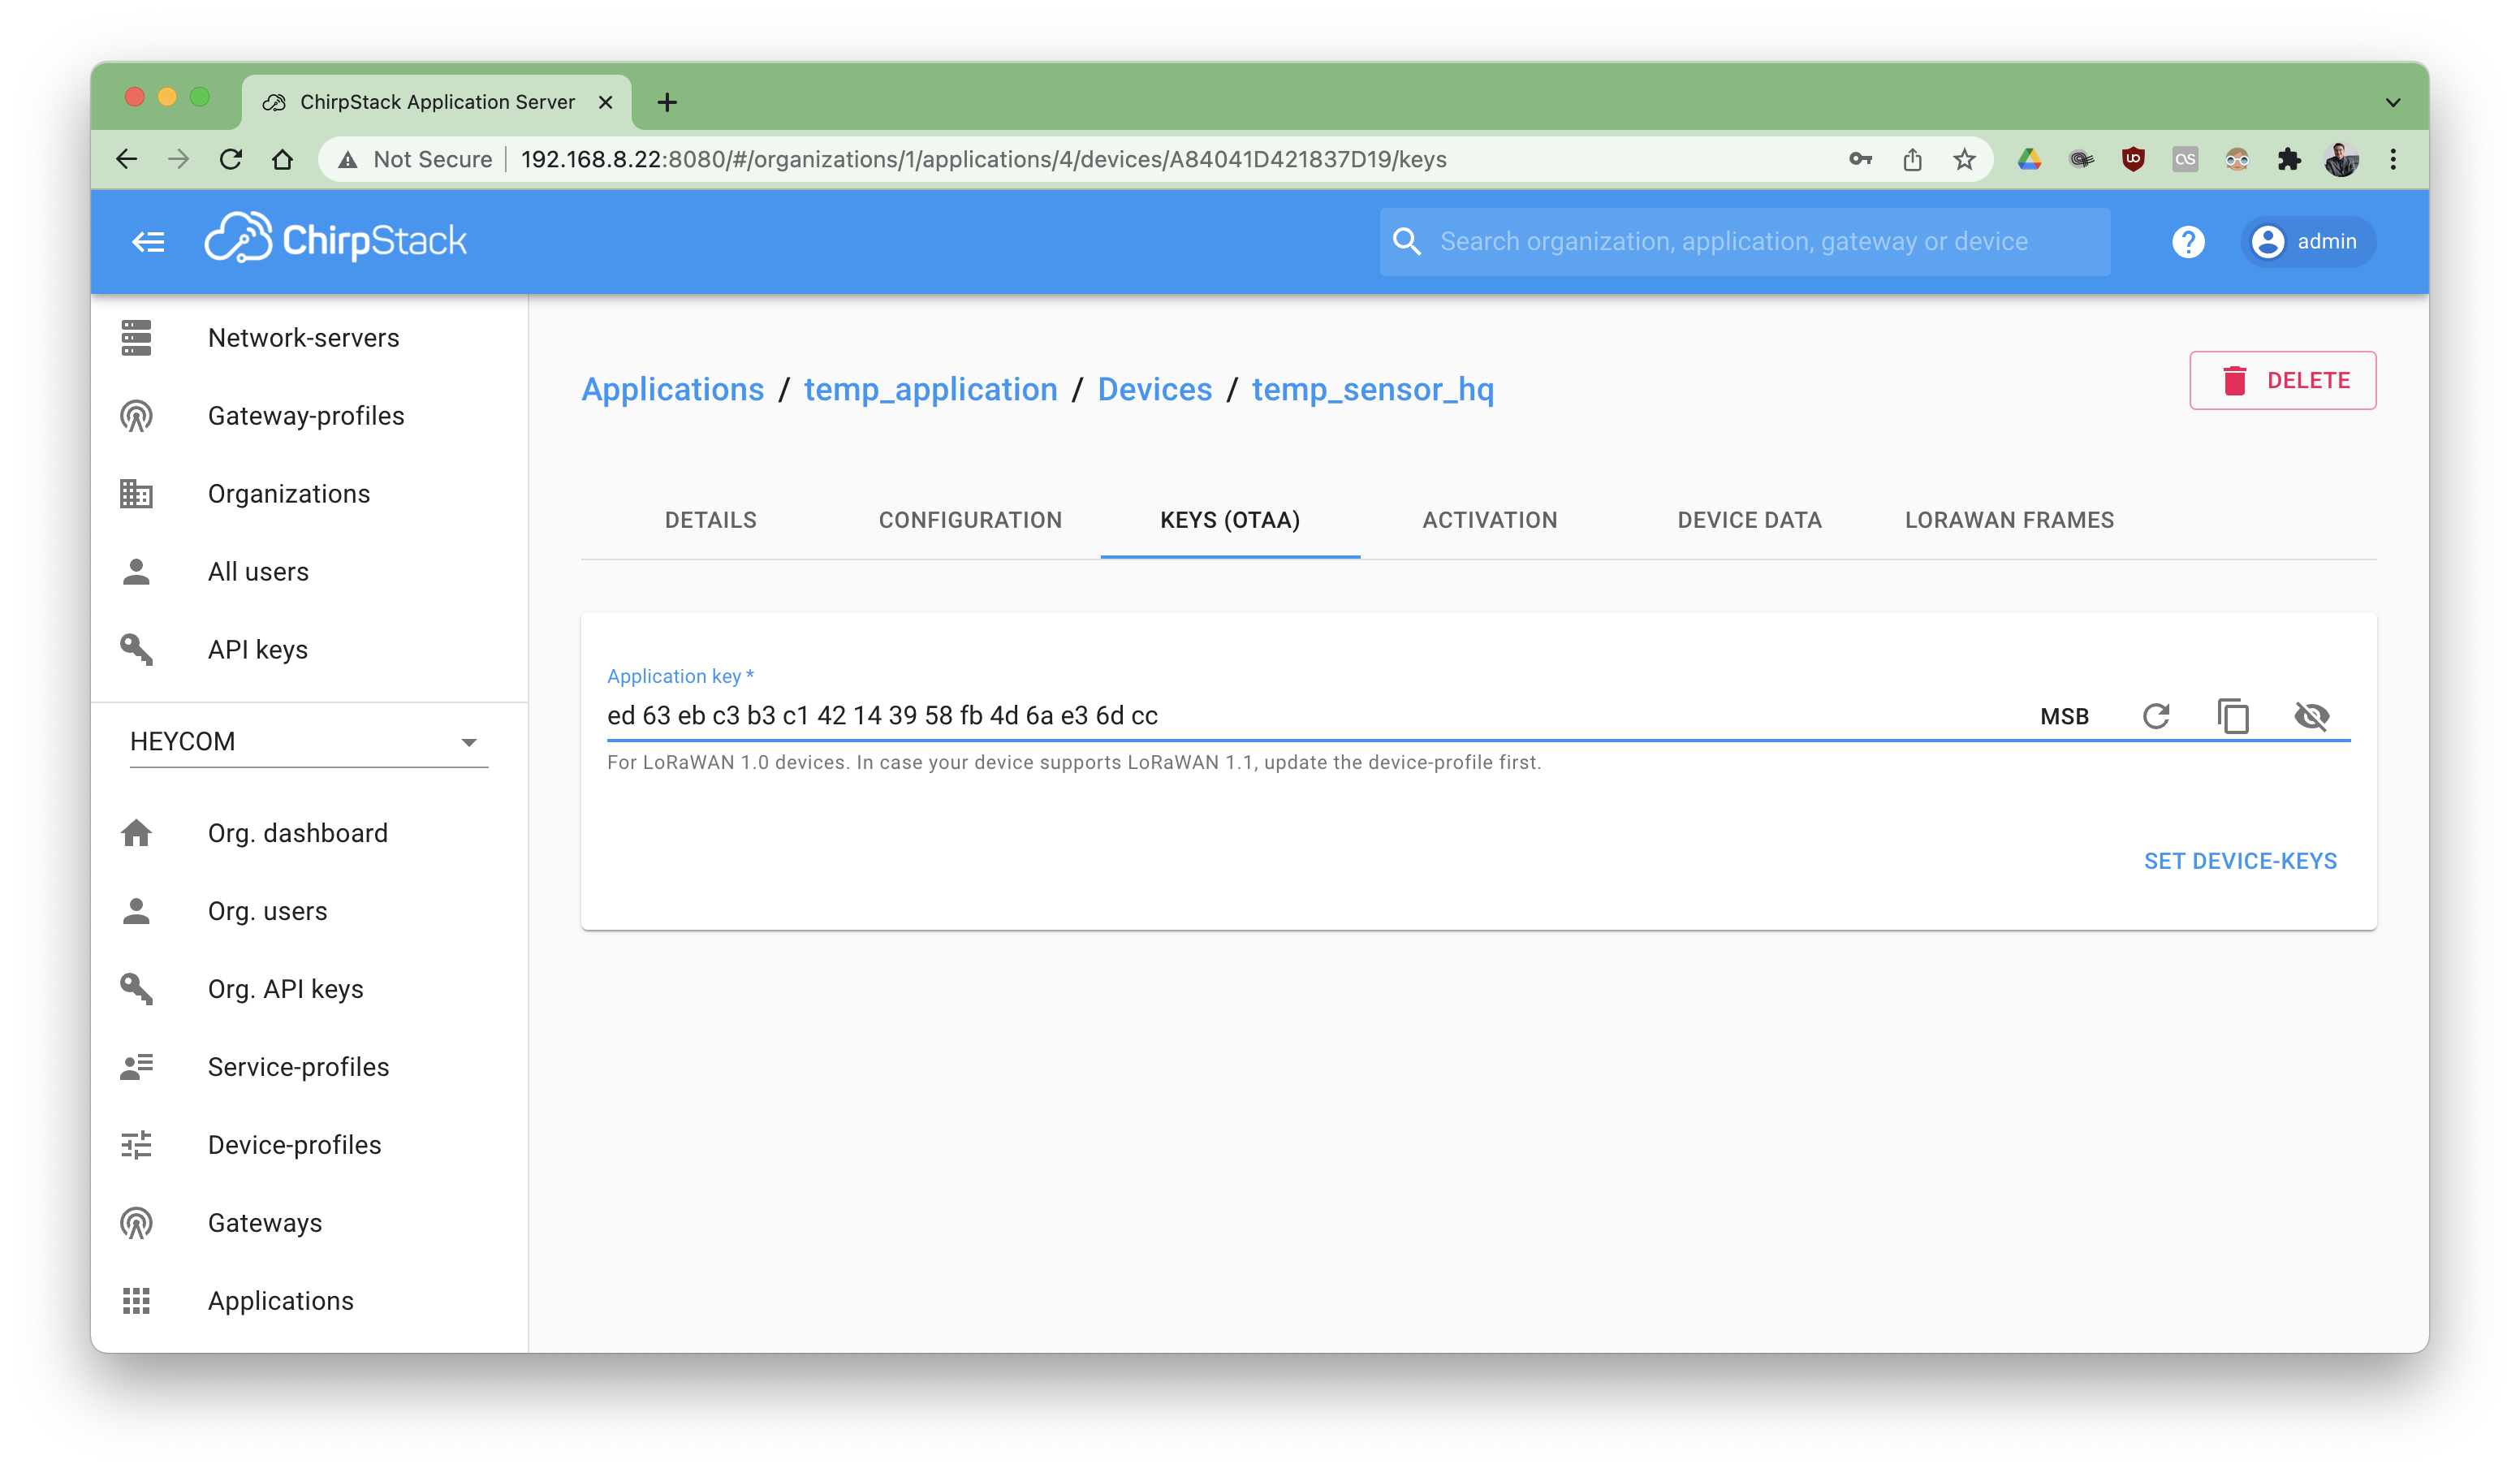 ChirpStack Application Server
Not Secure 192.168.8.22:8080/#/organizations/1/applications/4/devices/A84041D421837D19/keys
ChirpStack
Search organization, application, gateway or device
? admin
Network-servers
Gateway-profiles
Organizations
All users
API keys
HEYCOM
Org. dashboard
Org. users
Org. API keys
Service-profiles
Device-profiles
Gateways
Applications
Applications / temp_application / Devices / temp_sensor_hq
DELETE
DETAILS CONFIGURATION KEYS (OTAA) ACTIVATION DEVICE DATA LORAWAN FRAMES
Application key *
ed 63 eb c3 b3 c1 42 14 39 58 fb 4d 6a e3 6d cc MSB
For LoRaWAN 1.0 devices. In case your device supports LoRaWAN 1.1, update the device-profile first.
SET DEVICE-KEYS